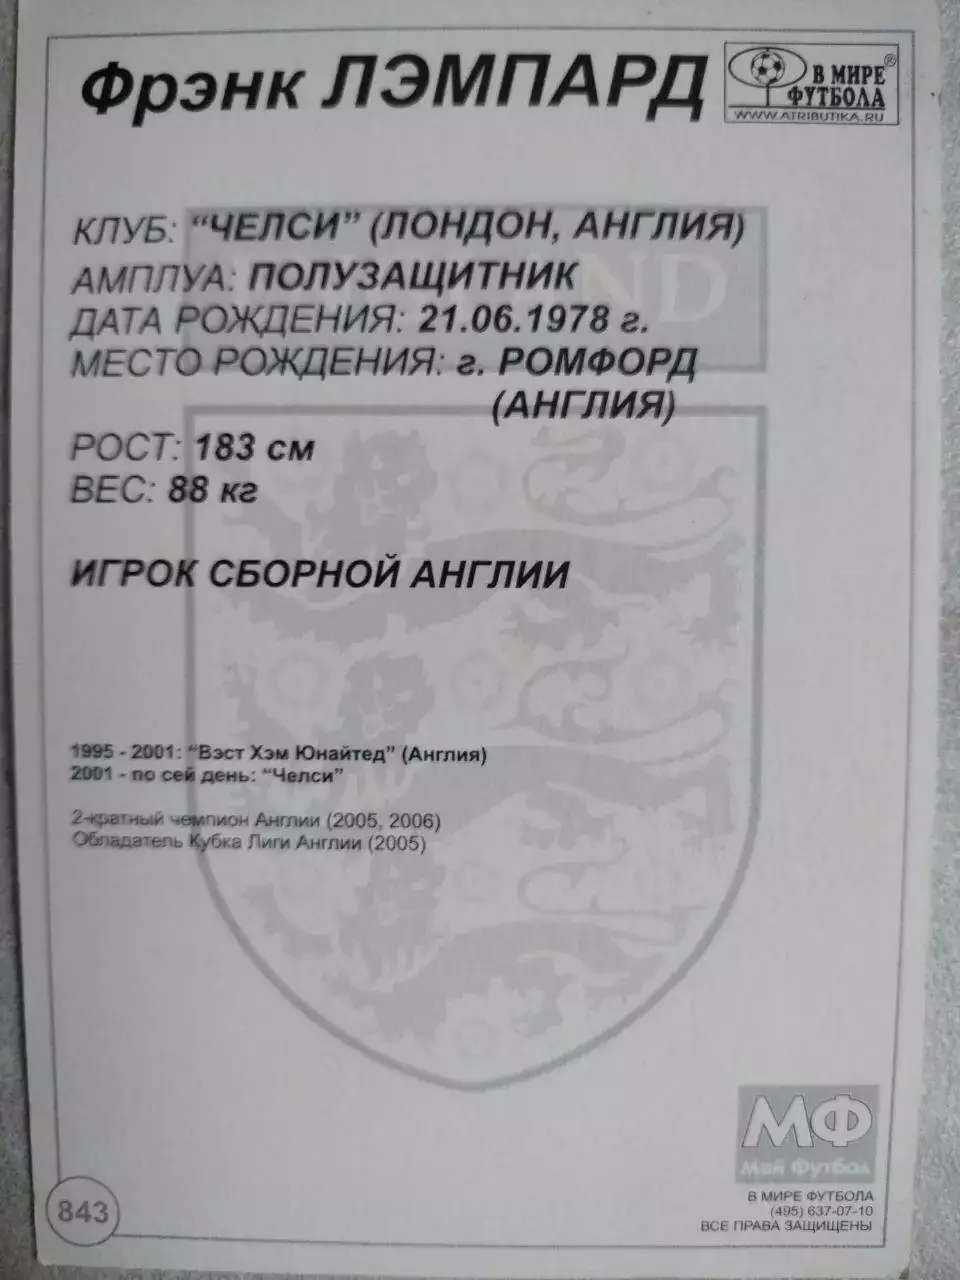 Фрэнк ЛЭМПАРД
В МИРЕ ®
ФУТБОЛА
WWW.ATRIBUTIKA.RU
КЛУБ: “ЧЕЛСИ” (ЛОНДОН, АНГЛИЯ)
АМПЛУА: ПОЛУЗАЩИТНИК
ДАТА РОЖДЕНИЯ: 21.06.1978 г.
МЕСТО РОЖДЕНИЯ: г. РОМФОРД
(АНГЛИЯ)
РОСТ: 183 см
ВЕС: 88 кг
ИГРОК СБОРНОЙ АНГЛИИ
1995 - 2001: “Вэст Хэм Юнайтед” (Англия)
2001 - по сей день: “Челси”
2-кратный чемпион Англии (2005, 2006)
Обладатель Кубка Лиги Англии (2005)
МФ
Мой Футбол
В МИРЕ ФУТБОЛА
(495) 637-07-10
ВСЕ ПРАВА ЗАЩИЩЕНЫ
843